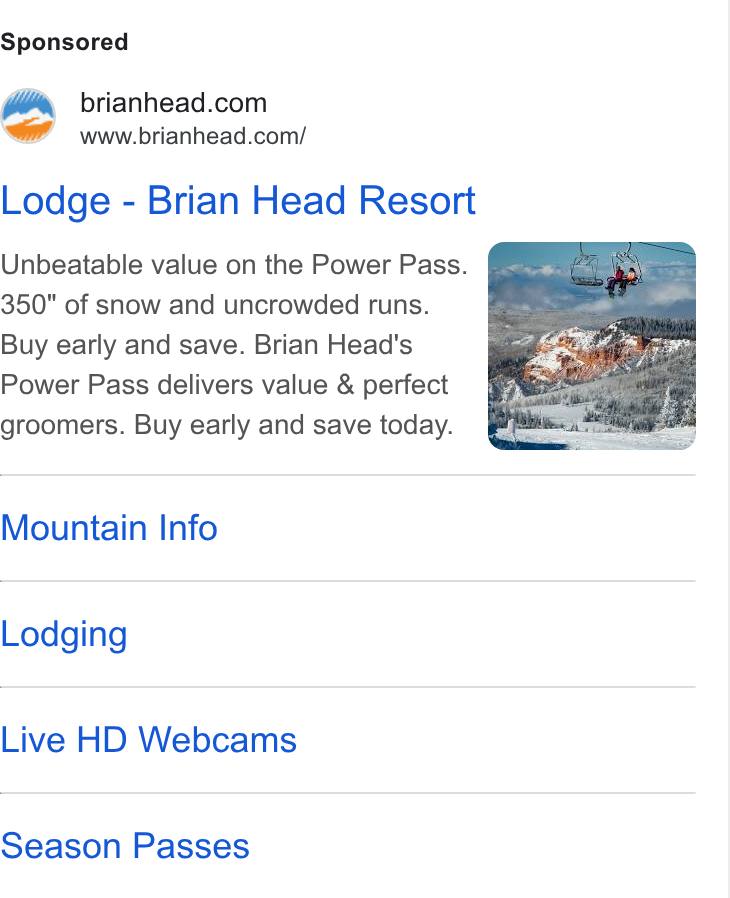 Sponsored
brianhead.com
www.brianhead.com/
Lodge - Brian Head Resort
Unbeatable value on the Power Pass.
350" of snow and uncrowded runs.
Buy early and save. Brian Head's
Power Pass delivers value & perfect
groomers. Buy early and save today.
Mountain Info
Lodging
Live HD Webcams
Season Passes